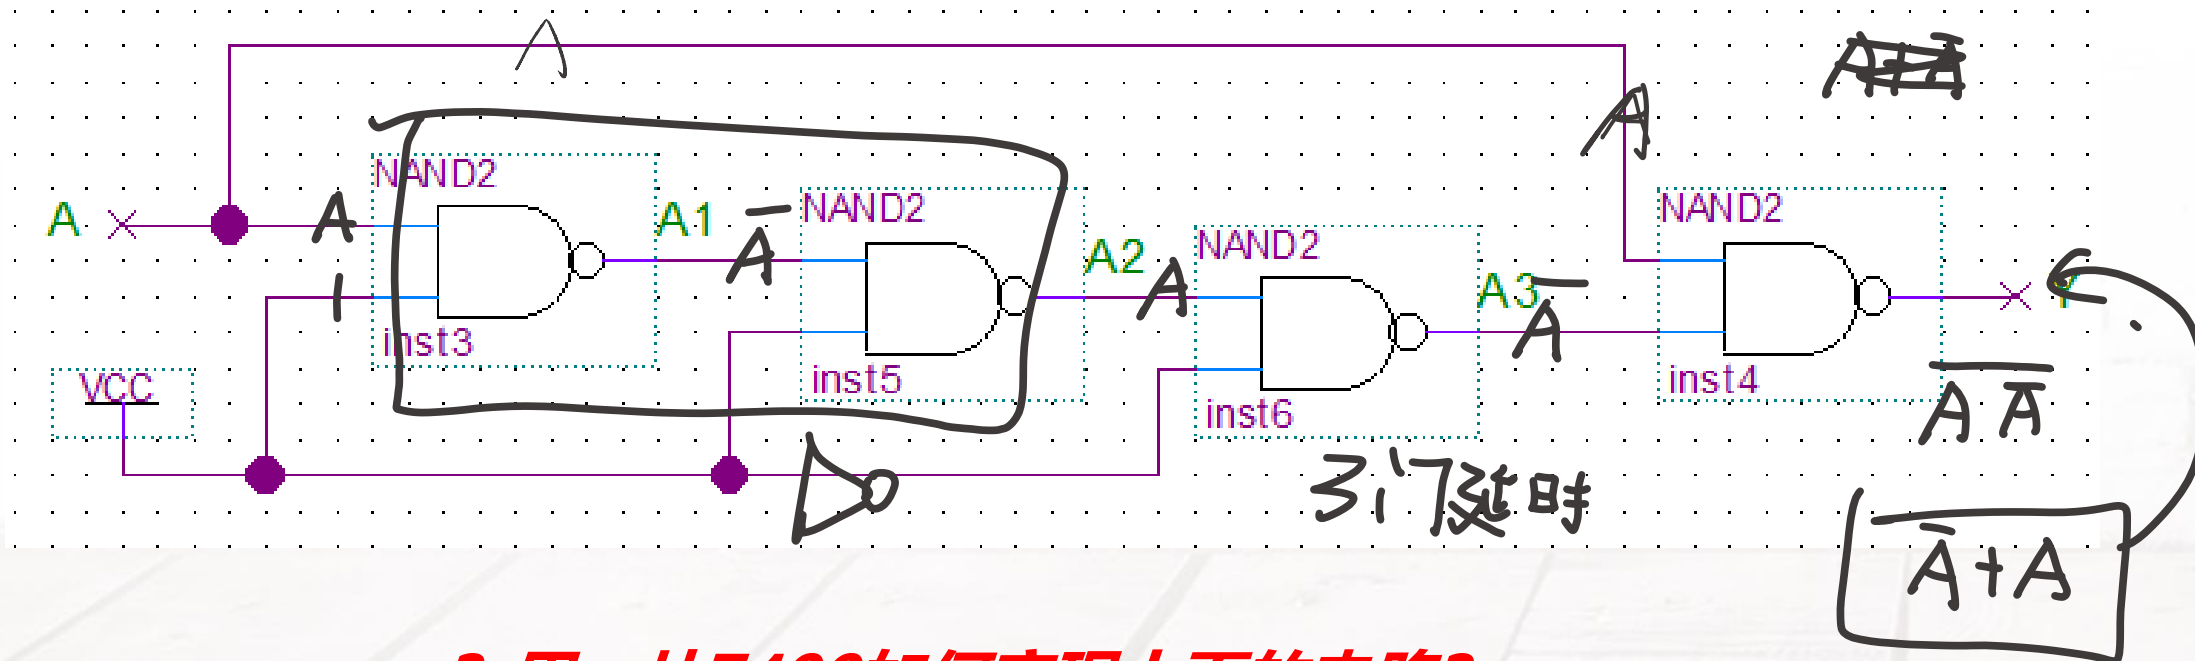 A
A
A
NAND2
NAND2
NAND2
NAND2
A
A
A1
Ā
A2
A
A3
Ā
Y
1
inst3
inst5
inst6
inst4
VCC
A Ā
3门延时
Ā+A